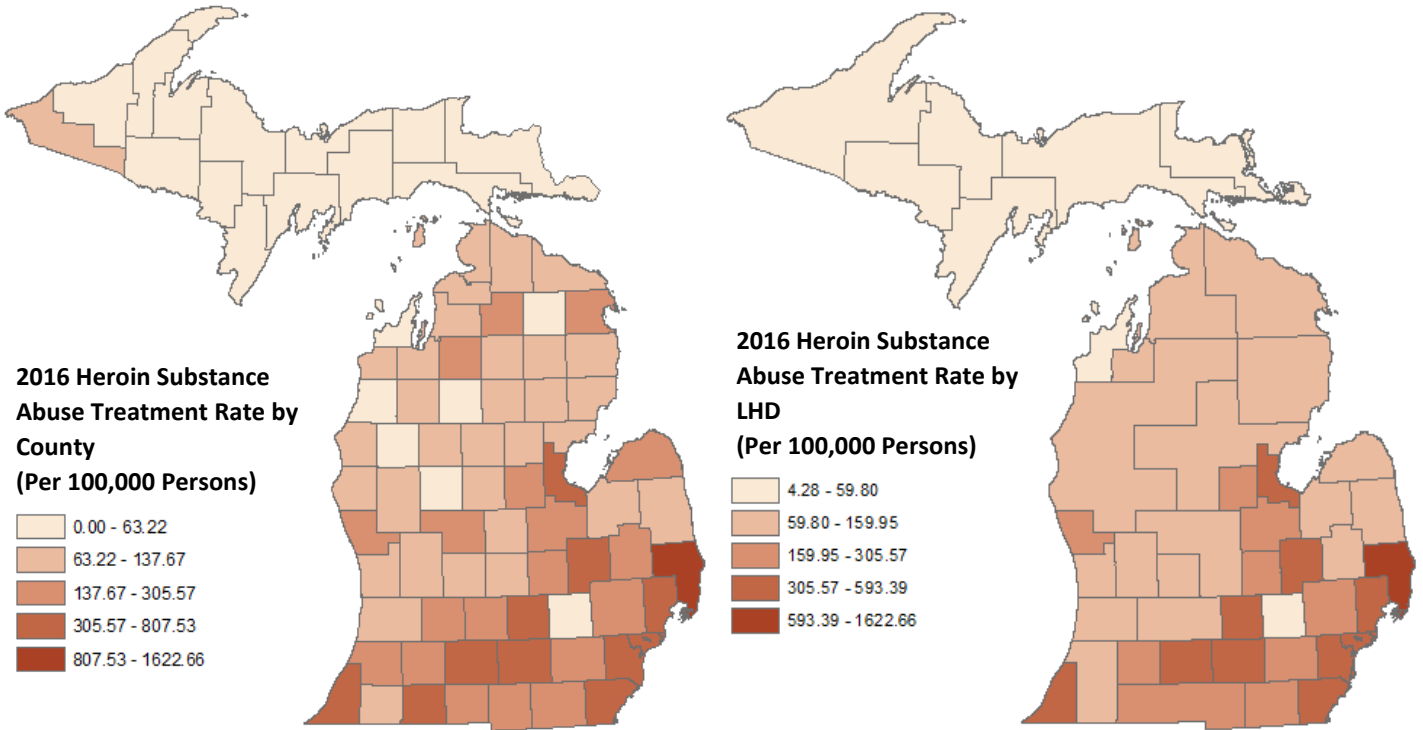 2016 Heroin Substance
Abuse Treatment Rate by
County
(Per 100,000 Persons)
0.00 - 63.22
63.22 - 137.67
137.67 - 305.57
305.57 - 807.53
807.53 - 1622.66
2016 Heroin Substance
Abuse Treatment Rate by
LHD
(Per 100,000 Persons)
4.28 - 59.80
59.80 - 159.95
159.95 - 305.57
305.57 - 593.39
593.39 - 1622.66